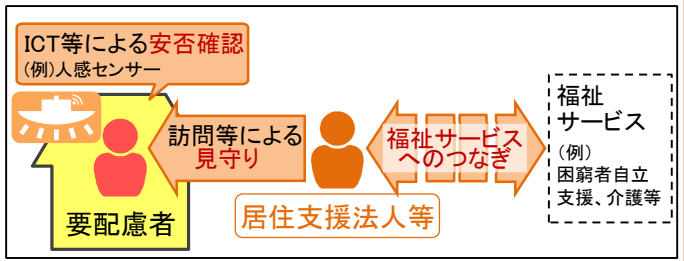 ICT等による安否確認
(例)人感センサー
訪問等による
見守り
要配慮者
居住支援法人等
福祉サービス
へのつなぎ
福祉
サービス
(例)
困窮者自立
支援、介護等